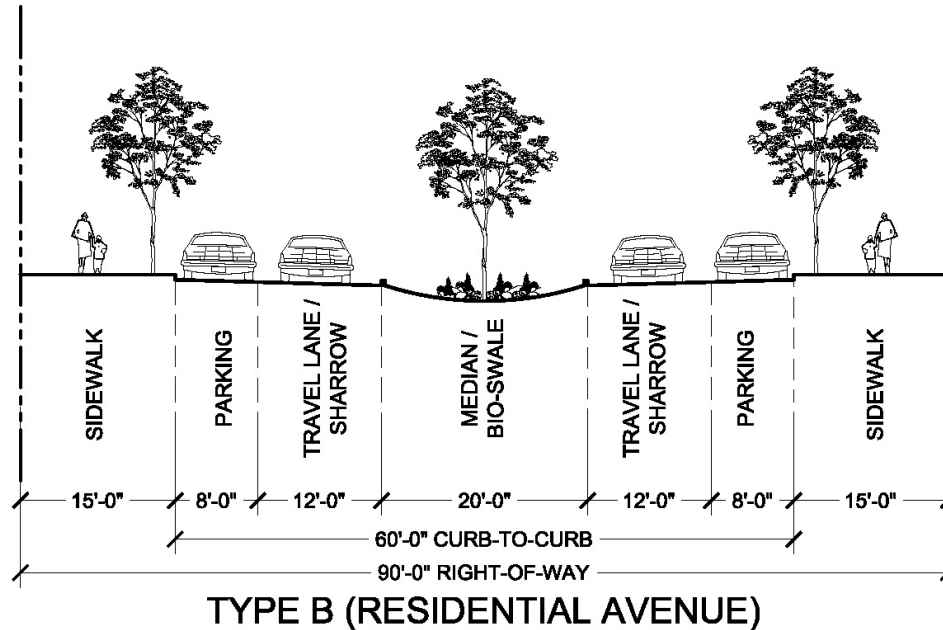 SIDEWALK
PARKING
TRAVEL LANE /
SHARROW
MEDIAN /
BIO-SWALE
TRAVEL LANE /
SHARROW
PARKING
SIDEWALK
15'-0" 8'-0" 12'-0" 20'-0" 12'-0" 8'-0" 15'-0"
60'-0" CURB-TO-CURB
90'-0" RIGHT-OF-WAY
TYPE B (RESIDENTIAL AVENUE)